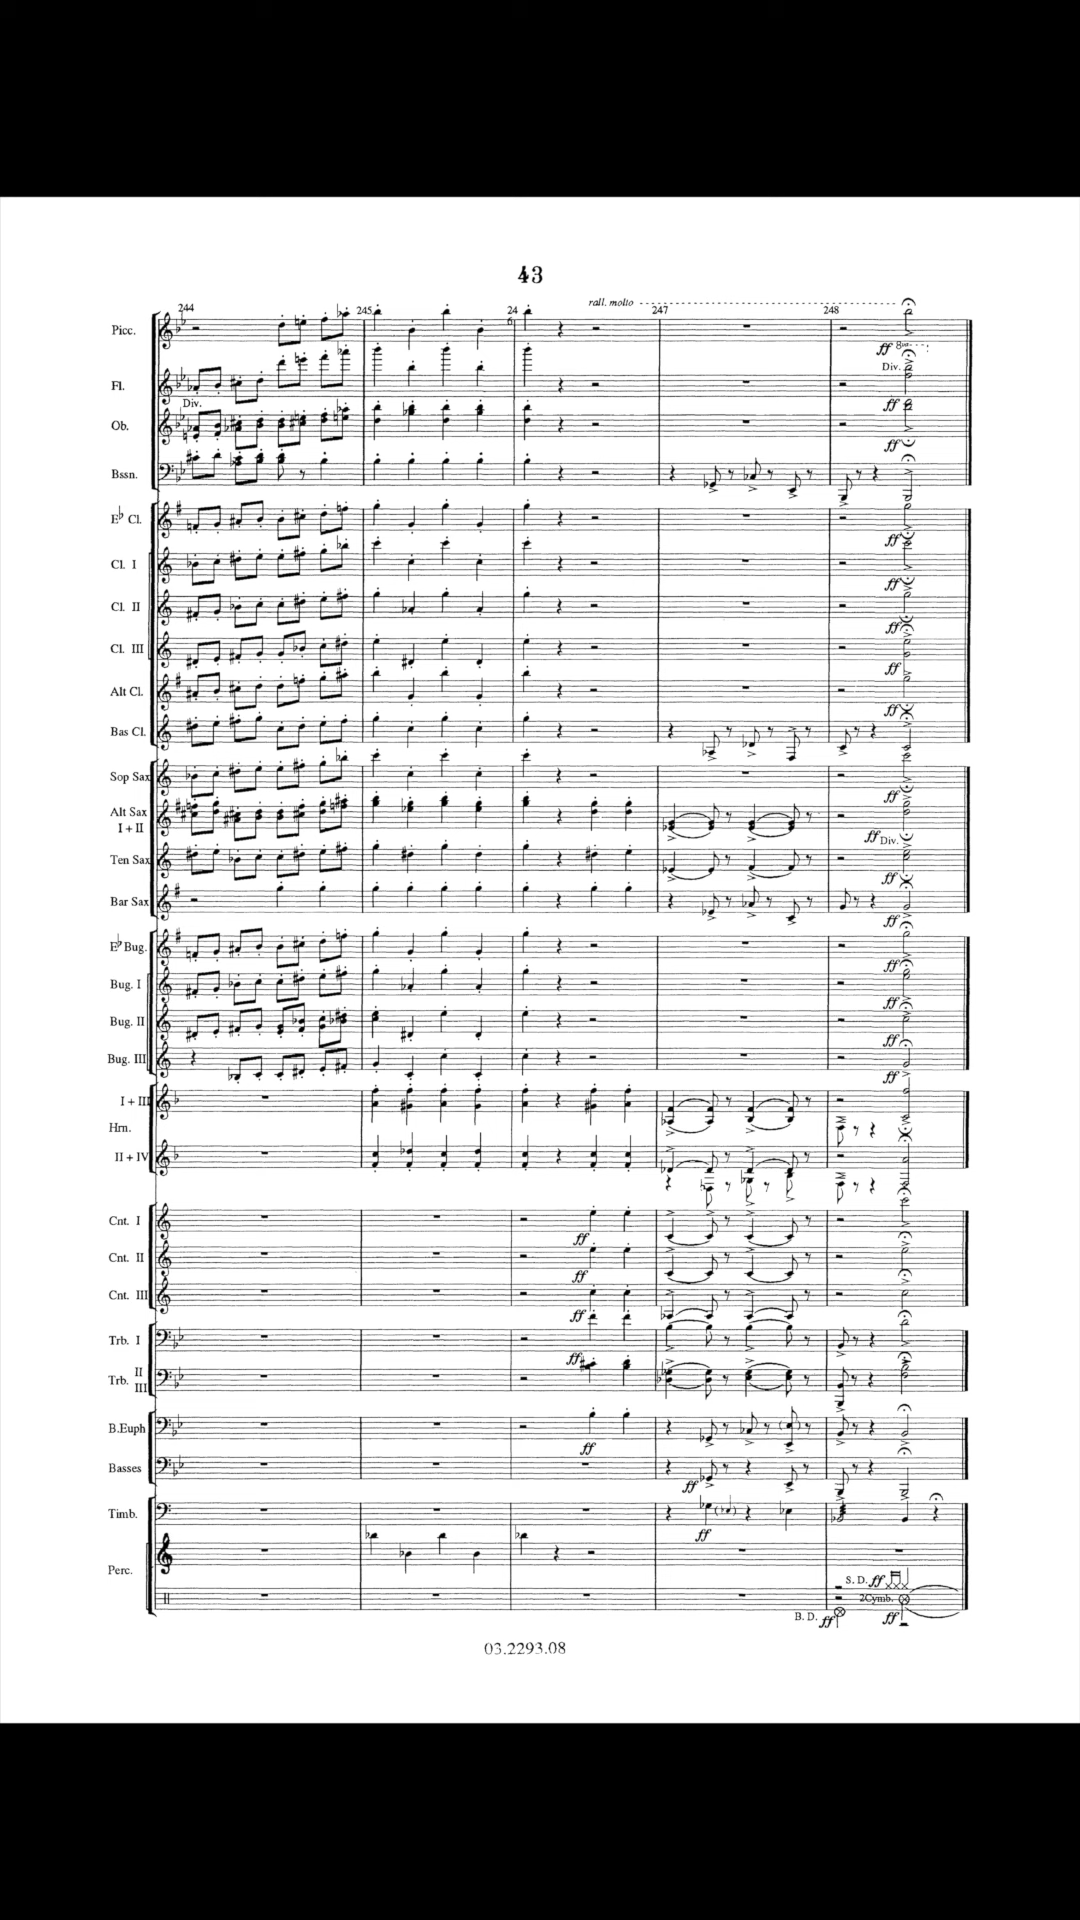 43
rall. molto
244 245 246 247 248
Picc.
ff 8va
Fl.
Div.
ff
Div.
Ob.
ff
Bssn.
E♭ Cl.
ff
Cl. I
ff
Cl. II
ff
Cl. III
ff
Alt Cl.
ff
Bas Cl.
Sop Sax
ff
Alt Sax
I + II
ff Div.
Ten Sax
ff
Bar Sax
ff
E♭ Bug.
ff
Bug. I
ff
Bug. II
ff
Bug. III
ff
I + III
Hrn.
II + IV
Cnt. I
ff
Cnt. II
ff
Cnt. III
ff
Trb. I
ff
Trb. II
III
B.Euph
ff
Basses
ff
Timb.
ff
Perc.
S. D. ff
2Cymb.
B. D. ff
ff
03.2293.08